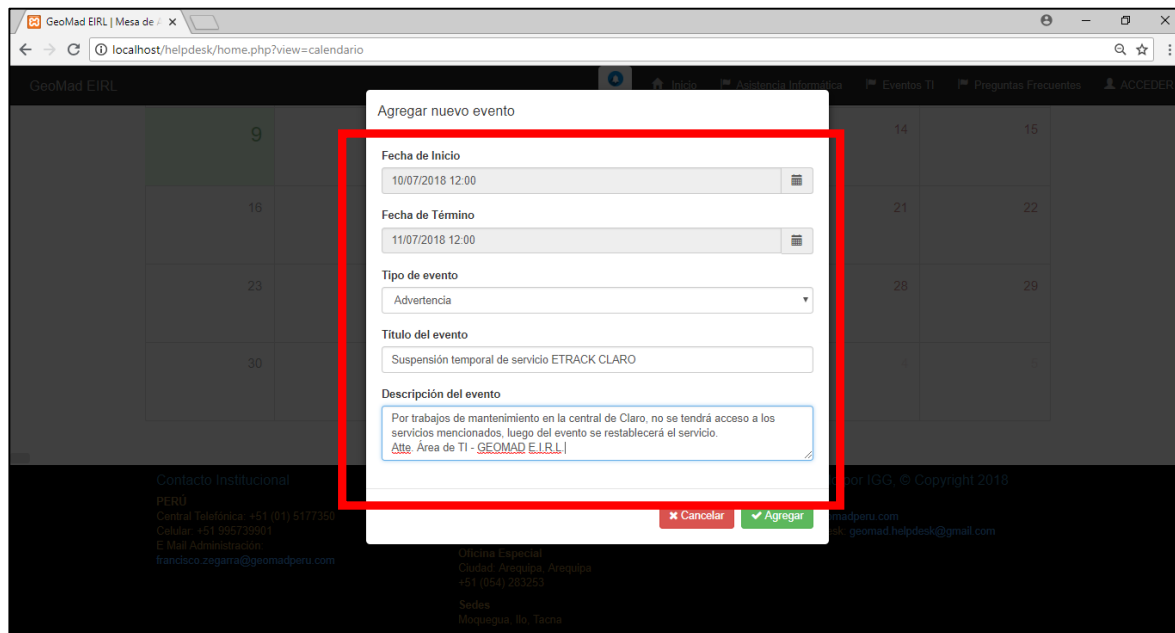 GeoMad EIRL | Mesa de A
localhost/helpdesk/home.php?view=calendario
GeoMad EIRL
Inicio
Asistencia Informática
Eventos TI
Preguntas Frecuentes
ACCEDER
Agregar nuevo evento
9
14
15
Fecha de Inicio
10/07/2018 12:00
16
21
22
Fecha de Término
11/07/2018 12:00
Tipo de evento
23
28
29
Advertencia
Título del evento
Suspensión temporal de servicio ETRACK CLARO
30
Descripción del evento
Por trabajos de mantenimiento en la central de Claro, no se tendrá acceso a los
servicios mencionados, luego del evento se restablecerá el servicio.
Atte. Área de TI - GEOMAD E.I.R.L
Cancelar
Agregar
Contacto Institucional
PERÚ
Central Telefónica: +51 (01) 5177350
Celular: +51 995739901
E Mail Administración:
francisco.zegarra@geomadperu.com
Oficina Especial
Ciudad: Arequipa, Arequipa
+51 (054) 283253
Sedes
Moquegua, Ilo, Tacna
por IGG, © Copyright 2018
madperu.com
sk: geomad.helpdesk@gmail.com